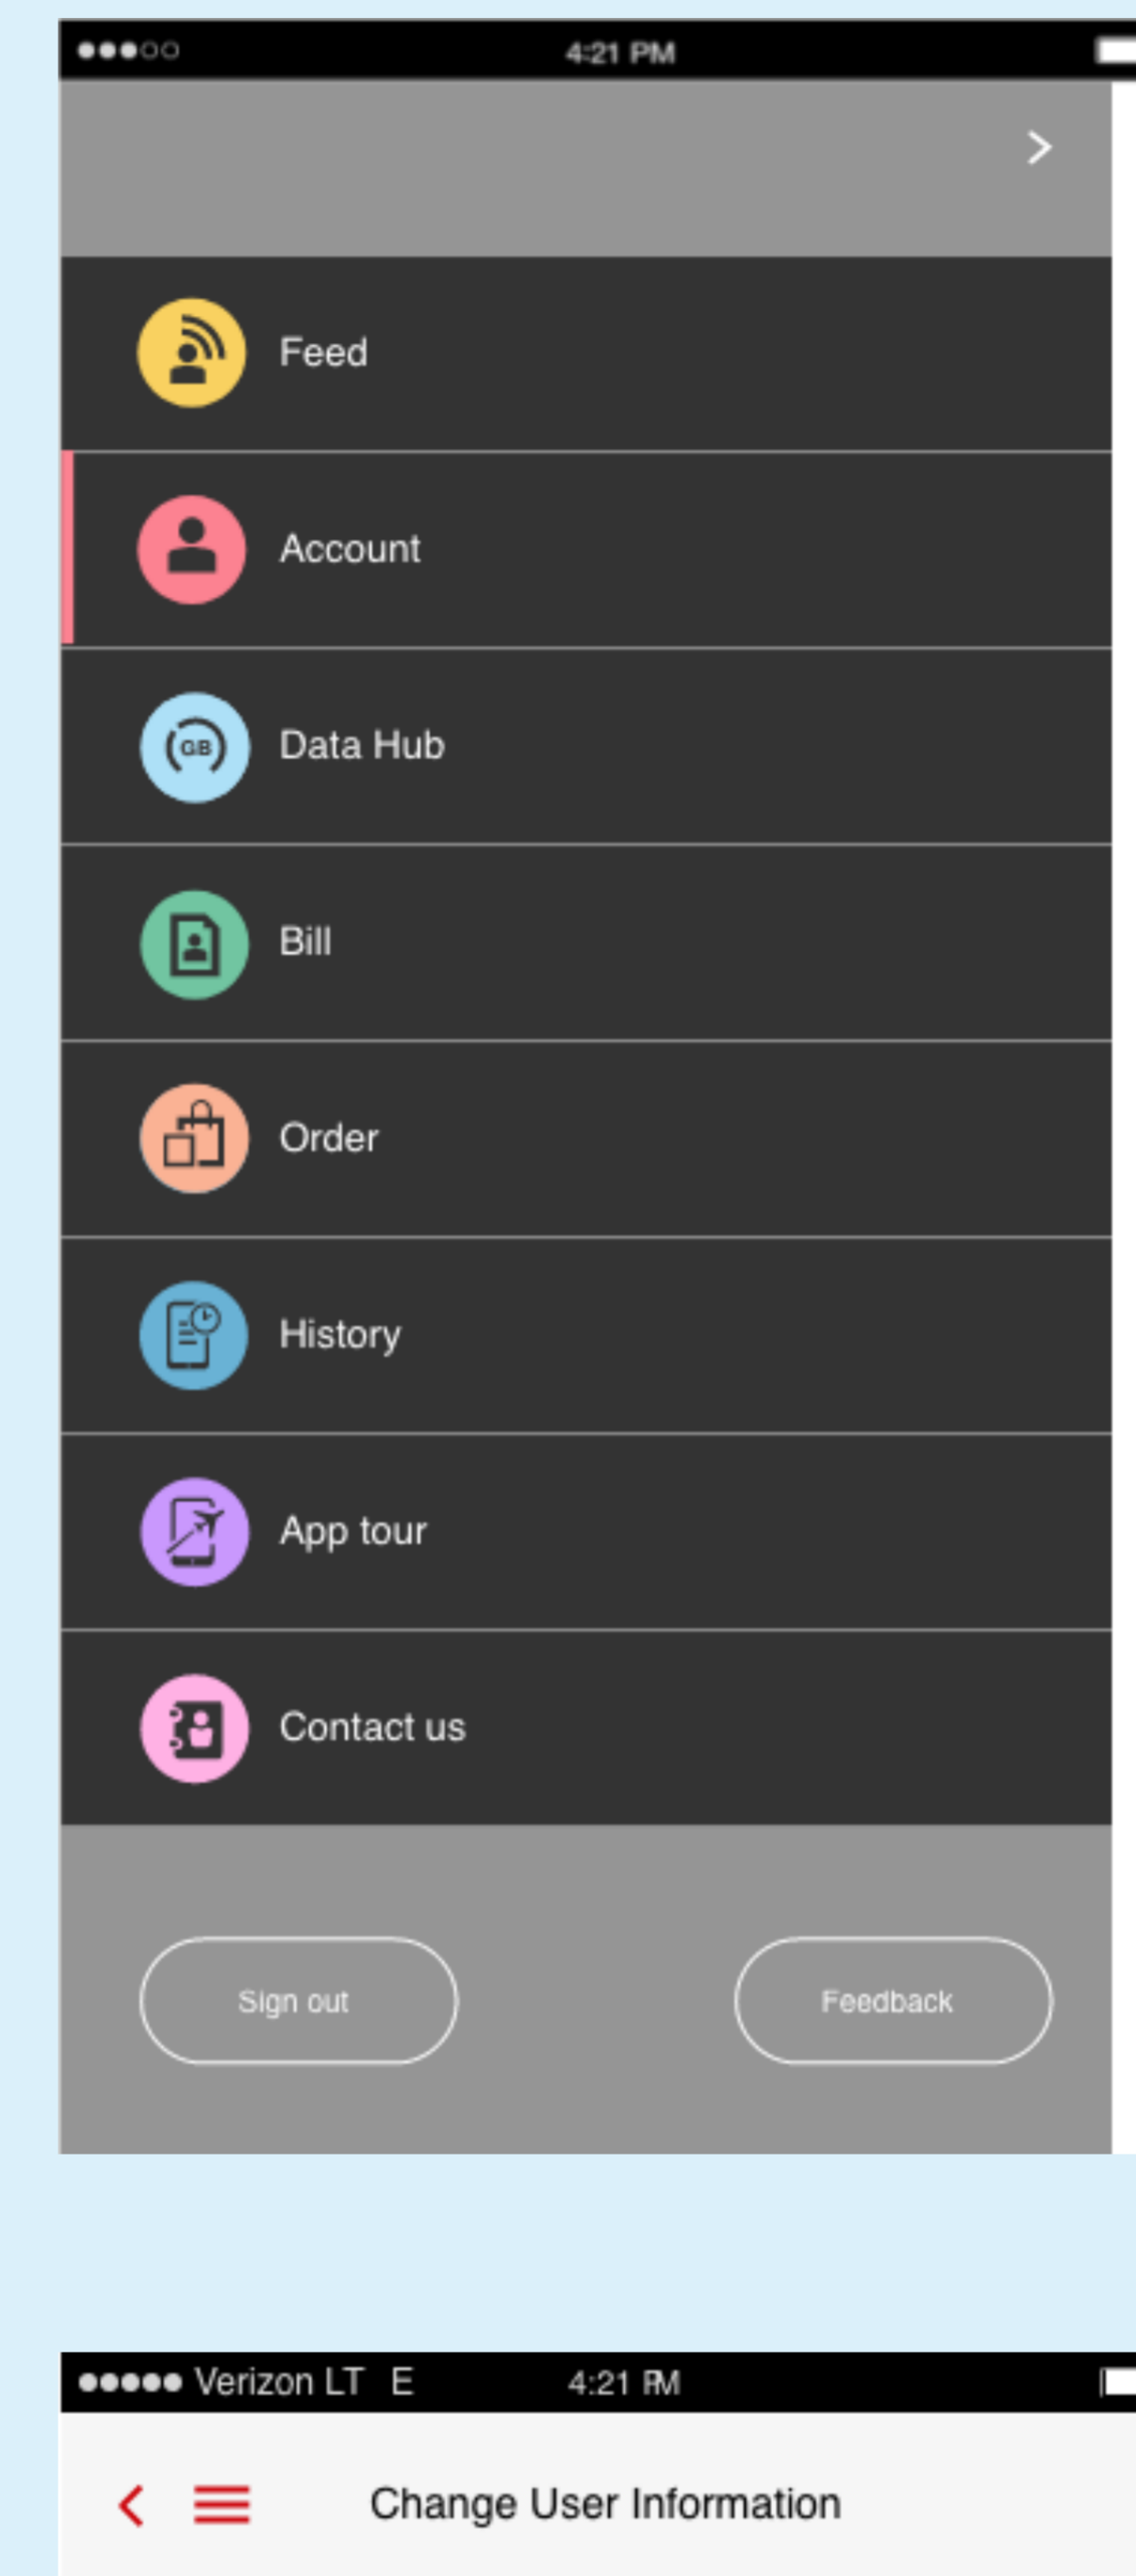 4:21 PM
Feed
Account
GB
Data Hub
Bill
Order
History
App tour
Contact us
Sign out
Feedback
Verizon LT E
4:21 PM
Change User Information